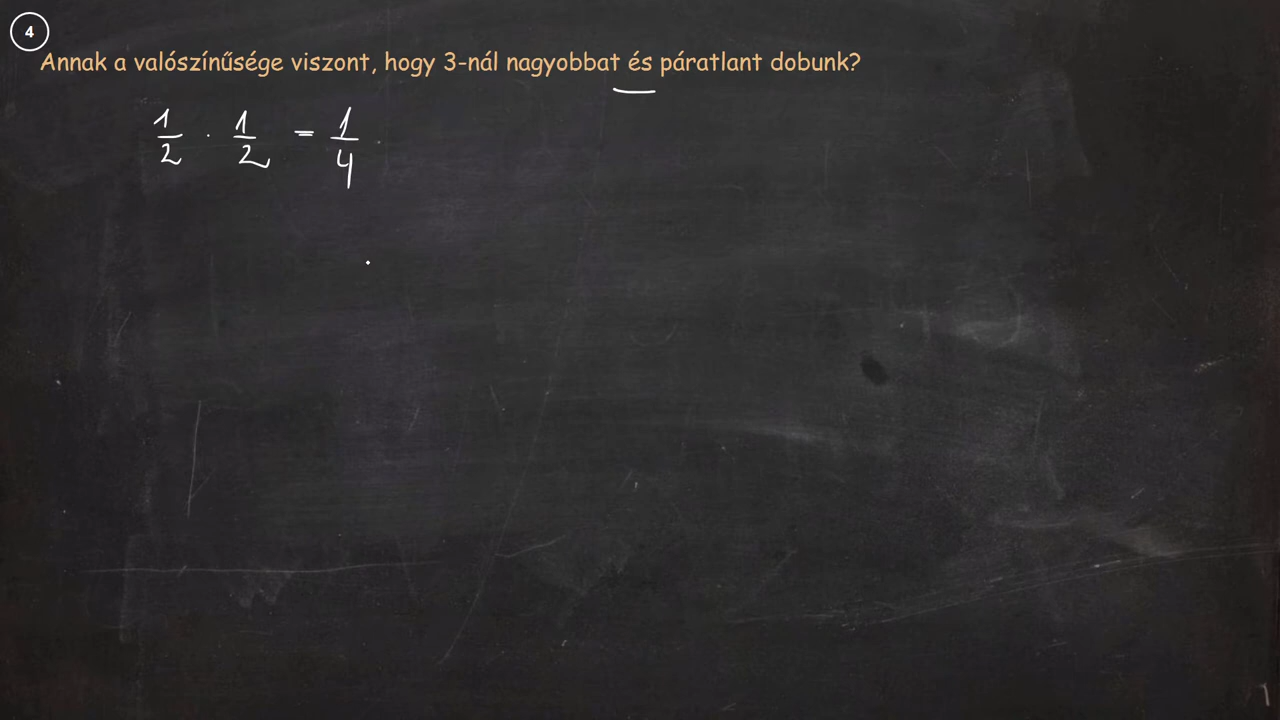 4
Annak a valószínűsége viszont, hogy 3-nál nagyobbat és páratlant dobunk?
1/2 · 1/2 = 1/4